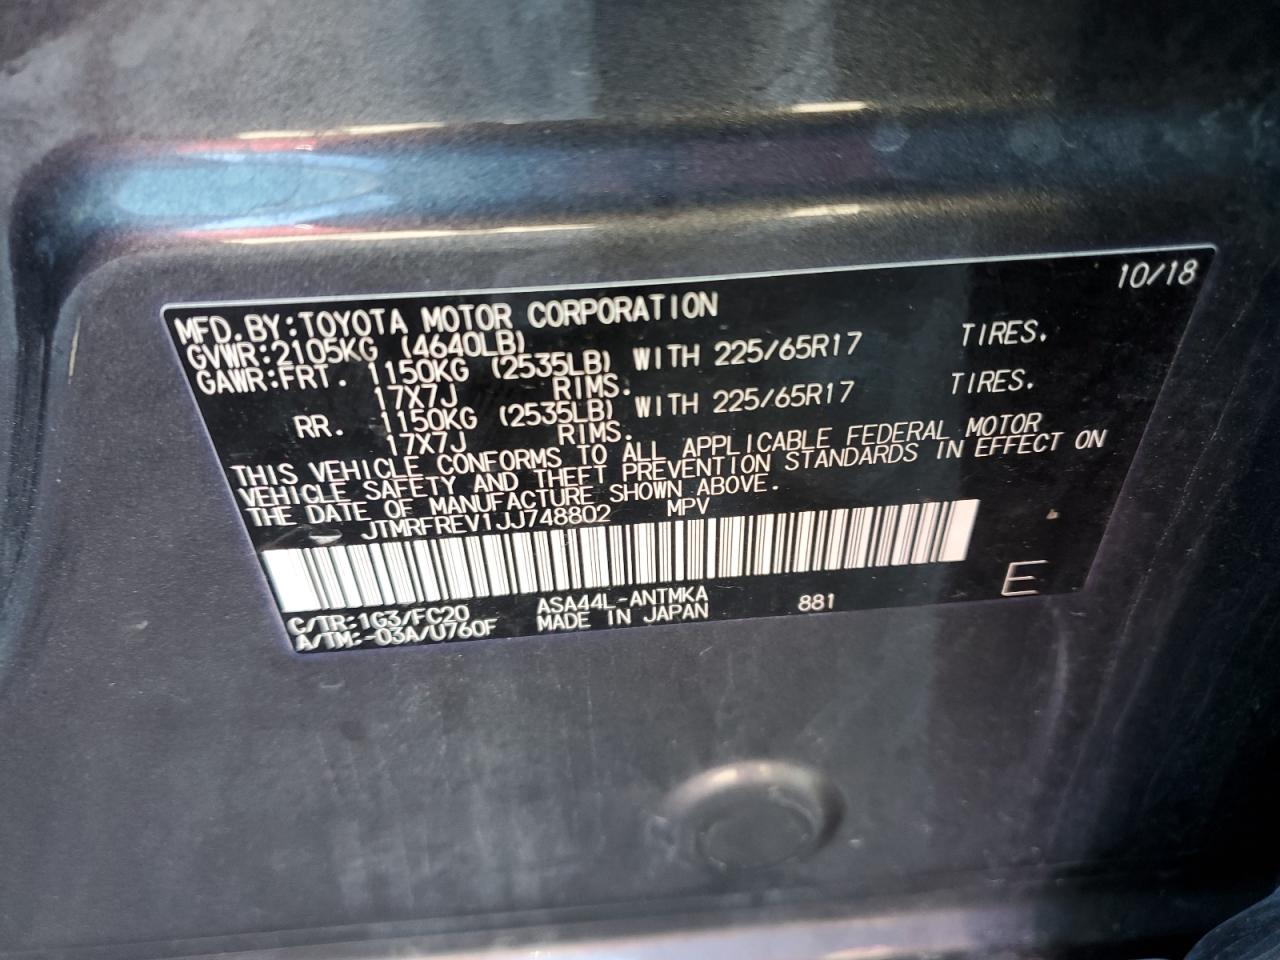 10/18
MFD.BY:TOYOTA MOTOR CORPORATION
GVWR:2105KG (4640LB)
GAWR:FRT. 1150KG (2535LB) WITH 225/65R17 TIRES.
17X7J RIMS.
RR. 1150KG (2535LB) WITH 225/65R17 TIRES.
17X7J RIMS.
THIS VEHICLE CONFORMS TO ALL APPLICABLE FEDERAL MOTOR
VEHICLE SAFETY AND THEFT PREVENTION STANDARDS IN EFFECT ON
THE DATE OF MANUFACTURE SHOWN ABOVE.
JTMRFREV1JJ748802 MPV
C/TR:1G3/FC20 ASA44L-ANTMKA 881 E
A/TM:-03A/U760F MADE IN JAPAN